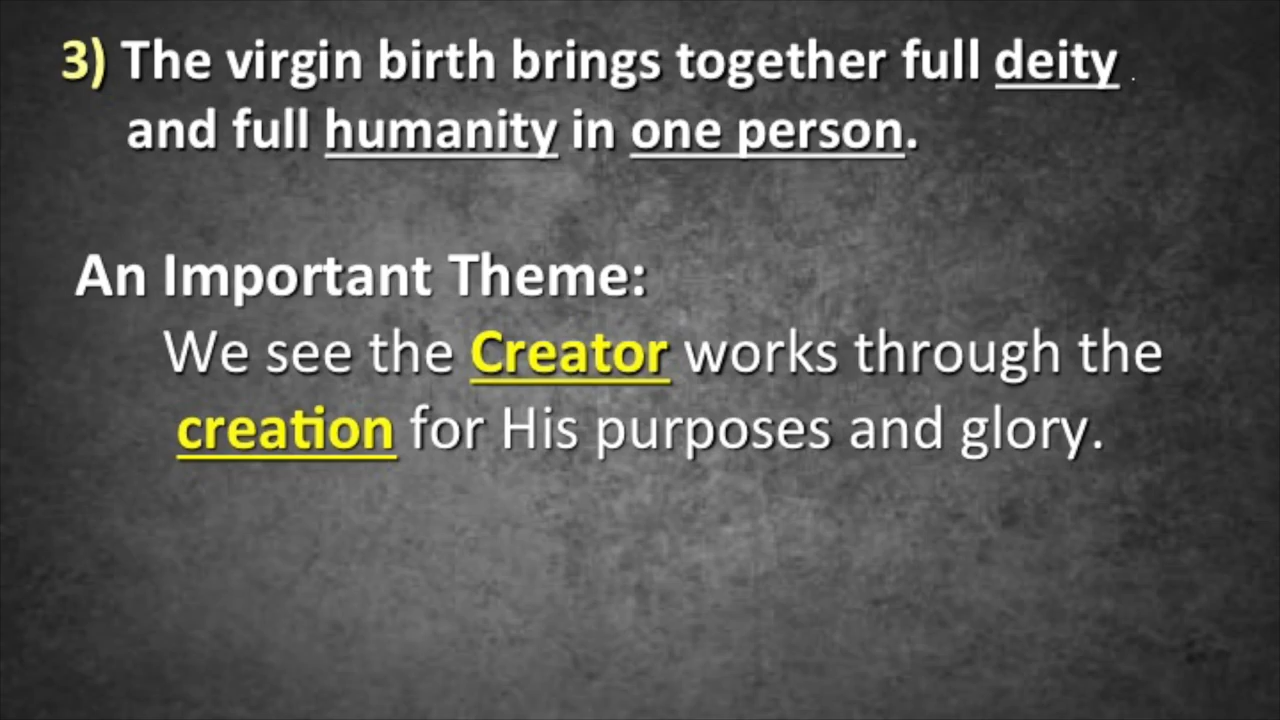 3) The virgin birth brings together full deity .
and full humanity in one person.
An Important Theme:
We see the Creator works through the
creation for His purposes and glory.